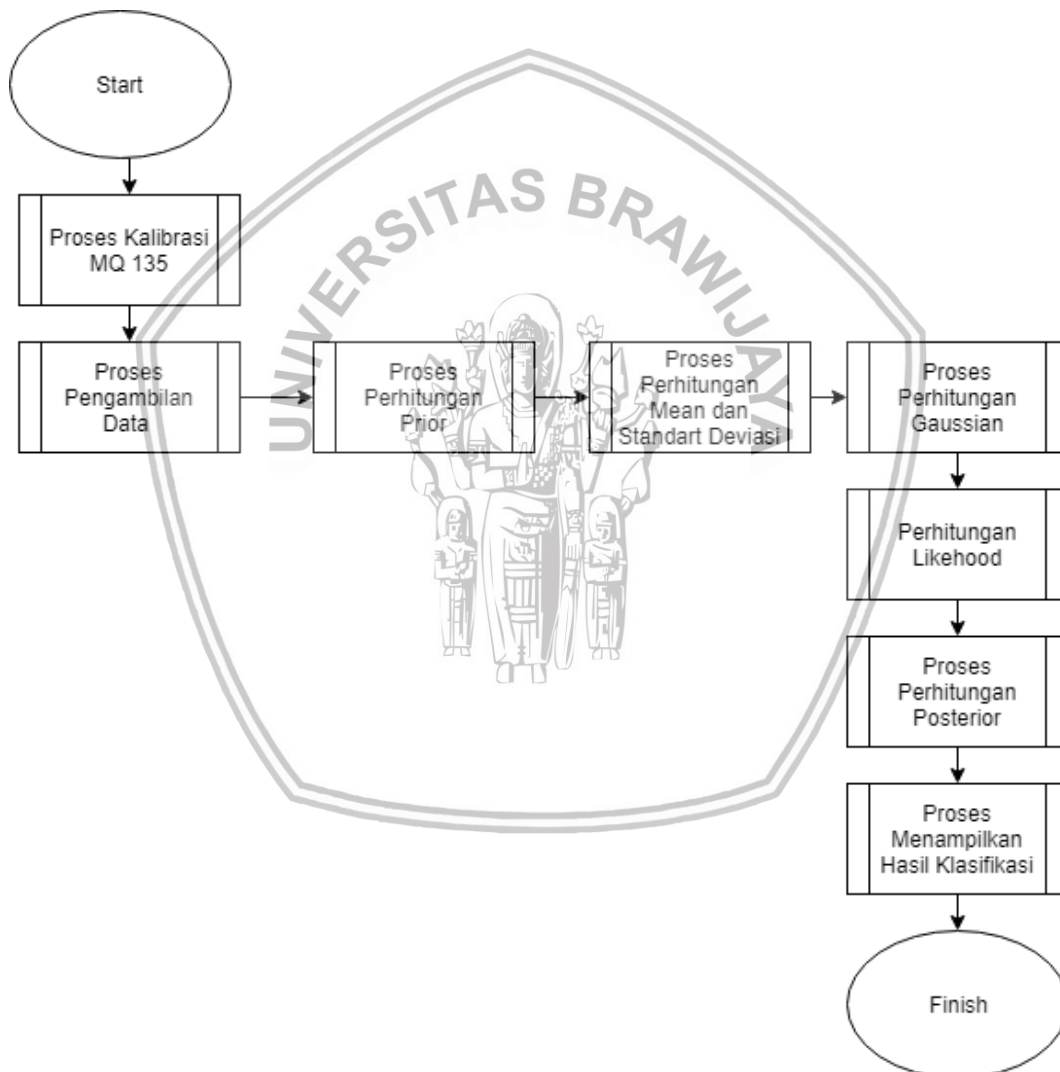 Start
UNIVERSITAS BRAWIJAYA
Proses Kalibrasi
MQ 135
Proses
Pengambilan
Data
Proses
Perhitungan
Prior
Proses
Perhitungan
Mean dan
Standart Deviasi
Proses
Perhitungan
Gaussian
Perhitungan
Likehood
Proses
Perhitungan
Posterior
Proses
Menampilkan
Hasil Klasifikasi
Finish